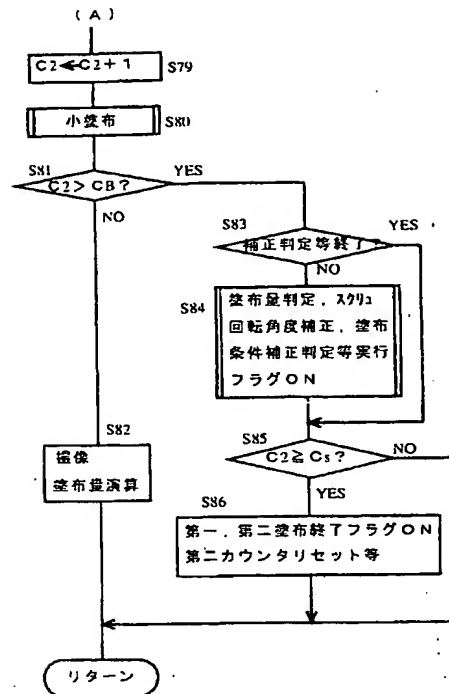 (A)
C2←C2+1 S79
小塗布 S80
S81
C2>CB? YES
NO
S83
補正判定等終了? YES
NO
S84
塗布量判定，スクリュ
回転角度補正，塗布
条件補正判定等実行
フラグON
S85
C2≧Cs? NO
YES
S82
撮像
塗布量演算
S86
第一，第二塗布終了フラグON
第二カウンタリセット等
リターン